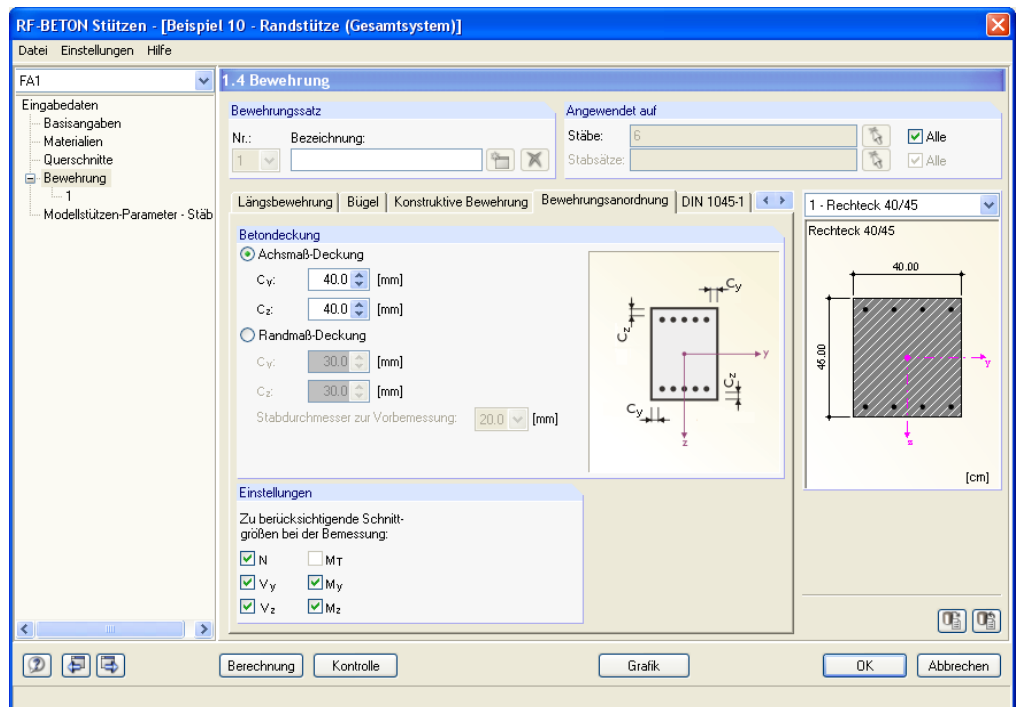 RF-BETON Stützen - [Beispiel 10 - Randstütze (Gesamtsystem)]
Datei Einstellungen Hilfe
FA1
1.4 Bewehrung
Eingabedaten
Basisangaben
Materialien
Querschnitte
Bewehrung
1
Modellstützen-Parameter - Stäb
Bewehrungssatz
Nr.: Bezeichnung:
1
Angewendet auf
Stäbe: 6 Alle
Stabsätze: Alle
Längsbewehrung Bügel Konstruktive Bewehrung Bewehrungsanordnung DIN 1045-1
Betondeckung
Achsmaß-Deckung
Cy: 40.0 [mm]
Cz: 40.0 [mm]
Randmaß-Deckung
Cy: 30.0 [mm]
Cz: 30.0 [mm]
Stabdurchmesser zur Vorbemessung: 20.0 [mm]
Cy
Cz
y
Cz
Cy
z
Einstellungen
Zu berücksichtigende Schnitt-
größen bei der Bemessung:
N MT
Vy My
Vz Mz
1 - Rechteck 40/45
Rechteck 40/45
40.00
45.00
y
z
[cm]
Berechnung Kontrolle Grafik OK Abbrechen